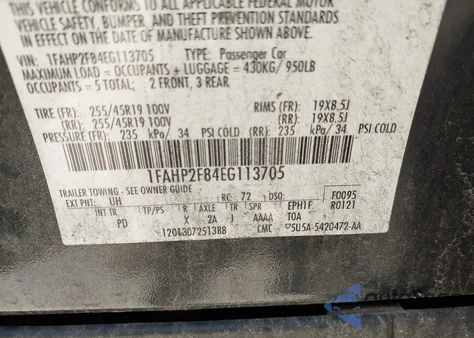 THIS VEHICLE CONFORMS TO ALL APPLICABLE FEDERAL MOTOR
VEHICLE SAFETY, BUMPER, AND THEFT PREVENTION STANDARDS
IN EFFECT ON THE DATE OF MANUFACTURE SHOWN ABOVE.
VIN: 1FAHP2F84EG113705 TYPE: Passenger Car
MAXIMUM LOAD = OCCUPANTS + LUGGAGE = 430KG/ 950LB
OCCUPANTS = 5 TOTAL; 2 FRONT, 3 REAR
TIRE (FR): 255/45R19 100V RIMS (FR): 19X8.5J
(RR): 255/45R19 100V (RR): 19X8.5J
PRESSURE (FR): 235 kPa/ 34 PSI COLD (RR): 235 kPa/ 34 PSI COLD
1FAHP2F84EG113705
TRAILER TOWING - SEE OWNER GUIDE F0095
EXT PNT: UH RC: 72 DSO: R0121
INT TR TP/PS R AXLE TR SPR EPH1F
PD X 2A J AAAA TOA
120L307251388 CMC 5U5A-5420472-AA